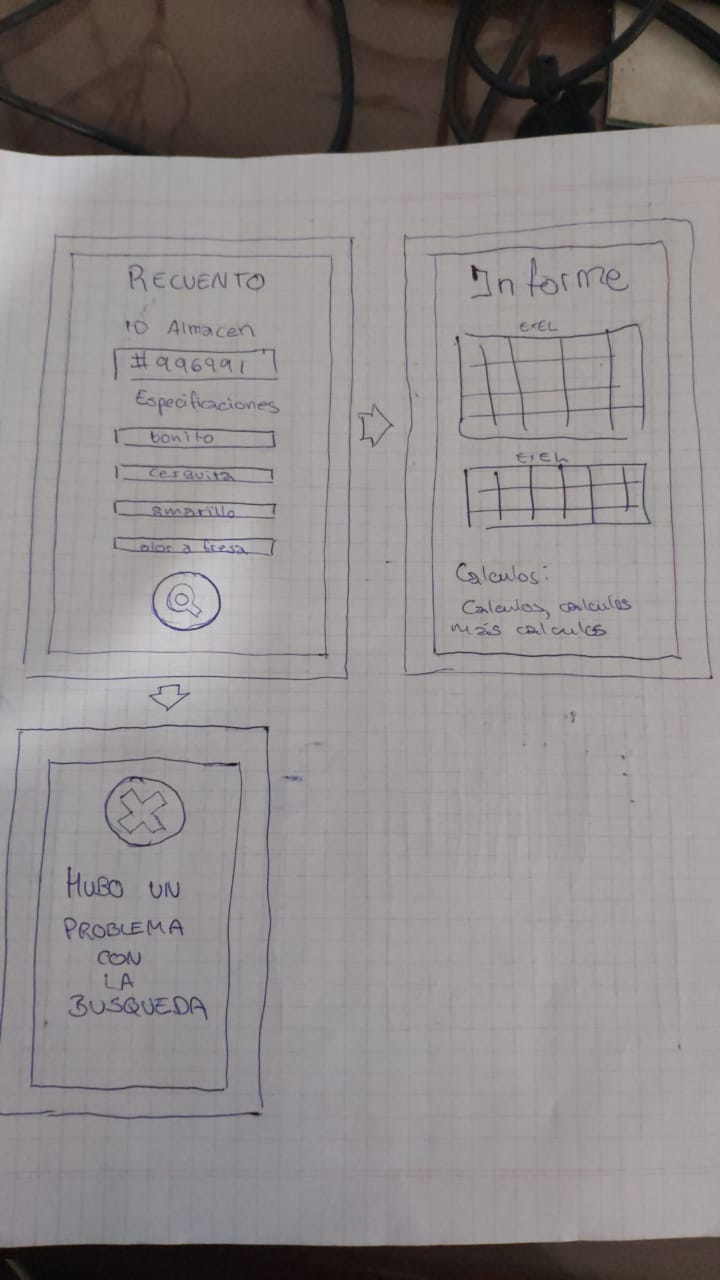 RECUENTO
ID Almacen
#996991
Especificaciones
bonito
cerquita
amarillo
olor a fresa
Informe
EXEL
EXEL
Calculos:
Calculos, calculos
más calculos
HUBO UN
PROBLEMA
CON
LA
BUSQUEDA